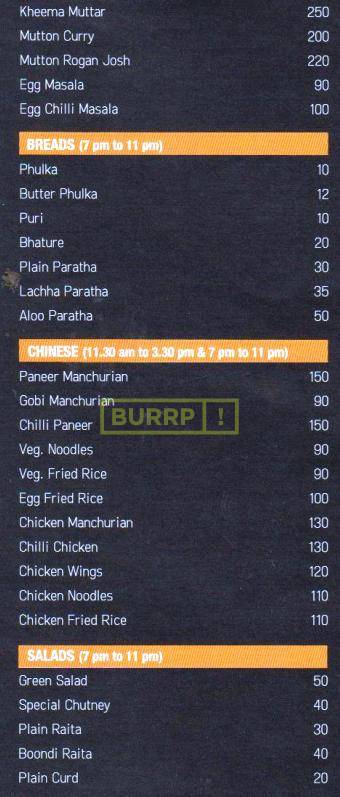 Kheema Muttar 250
Mutton Curry 200
Mutton Rogan Josh 220
Egg Masala 90
Egg Chilli Masala 100
BREADS (7 pm to 11 pm)
Phulka 10
Butter Phulka 12
Puri 10
Bhature 20
Plain Paratha 30
Lachha Paratha 35
Aloo Paratha 50
CHINESE (11.30 am to 3.30 pm & 7 pm to 11 pm)
Paneer Manchurian 150
Gobi Manchurian 90
BURRP !
Chilli Paneer 150
Veg. Noodles 90
Veg. Fried Rice 90
Egg Fried Rice 100
Chicken Manchurian 130
Chilli Chicken 130
Chicken Wings 120
Chicken Noodles 110
Chicken Fried Rice 110
SALADS (7 pm to 11 pm)
Green Salad 50
Special Chutney 40
Plain Raita 30
Boondi Raita 40
Plain Curd 20